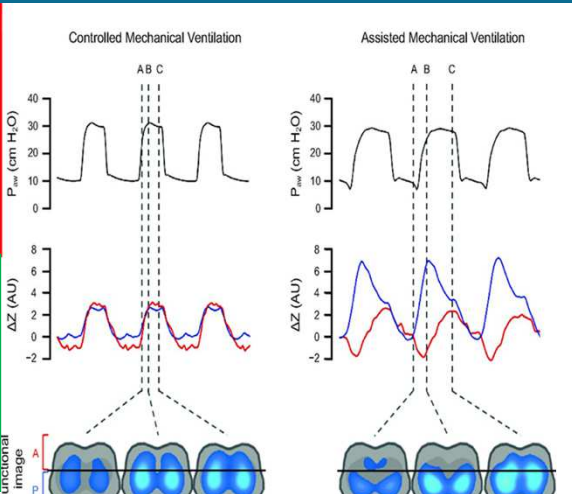 Controlled Mechanical Ventilation
Assisted Mechanical Ventilation
A B C
A B C
40
30
20
10
0
Paw (cm H2O)
40
30
20
10
0
Paw (cm H2O)
8
6
4
2
0
−2
ΔZ (AU)
8
6
4
2
0
−2
ΔZ (AU)
image
A
P